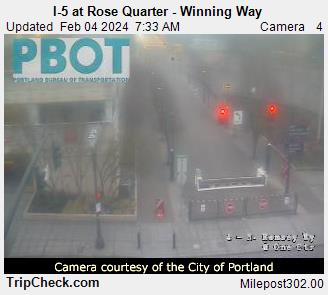 I-5 at Rose Quarter - Winning Way
Updated Feb 04 2024 7:33 AM Camera 4
PBOT
PORTLAND BUREAU OF TRANSPORTATION
Camera courtesy of the City of Portland
TripCheck.com Milepost302.00